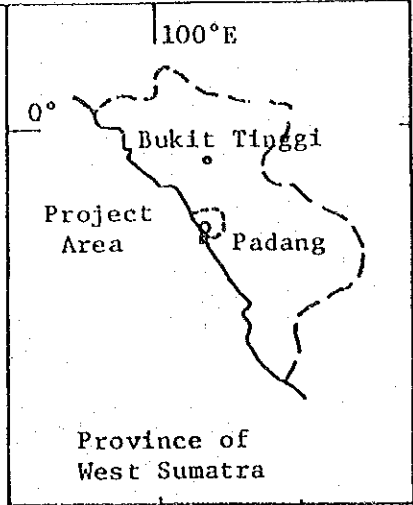 100°E
0°
Bukit Tinggi
Project
Area
Padang
Province of
West Sumatra